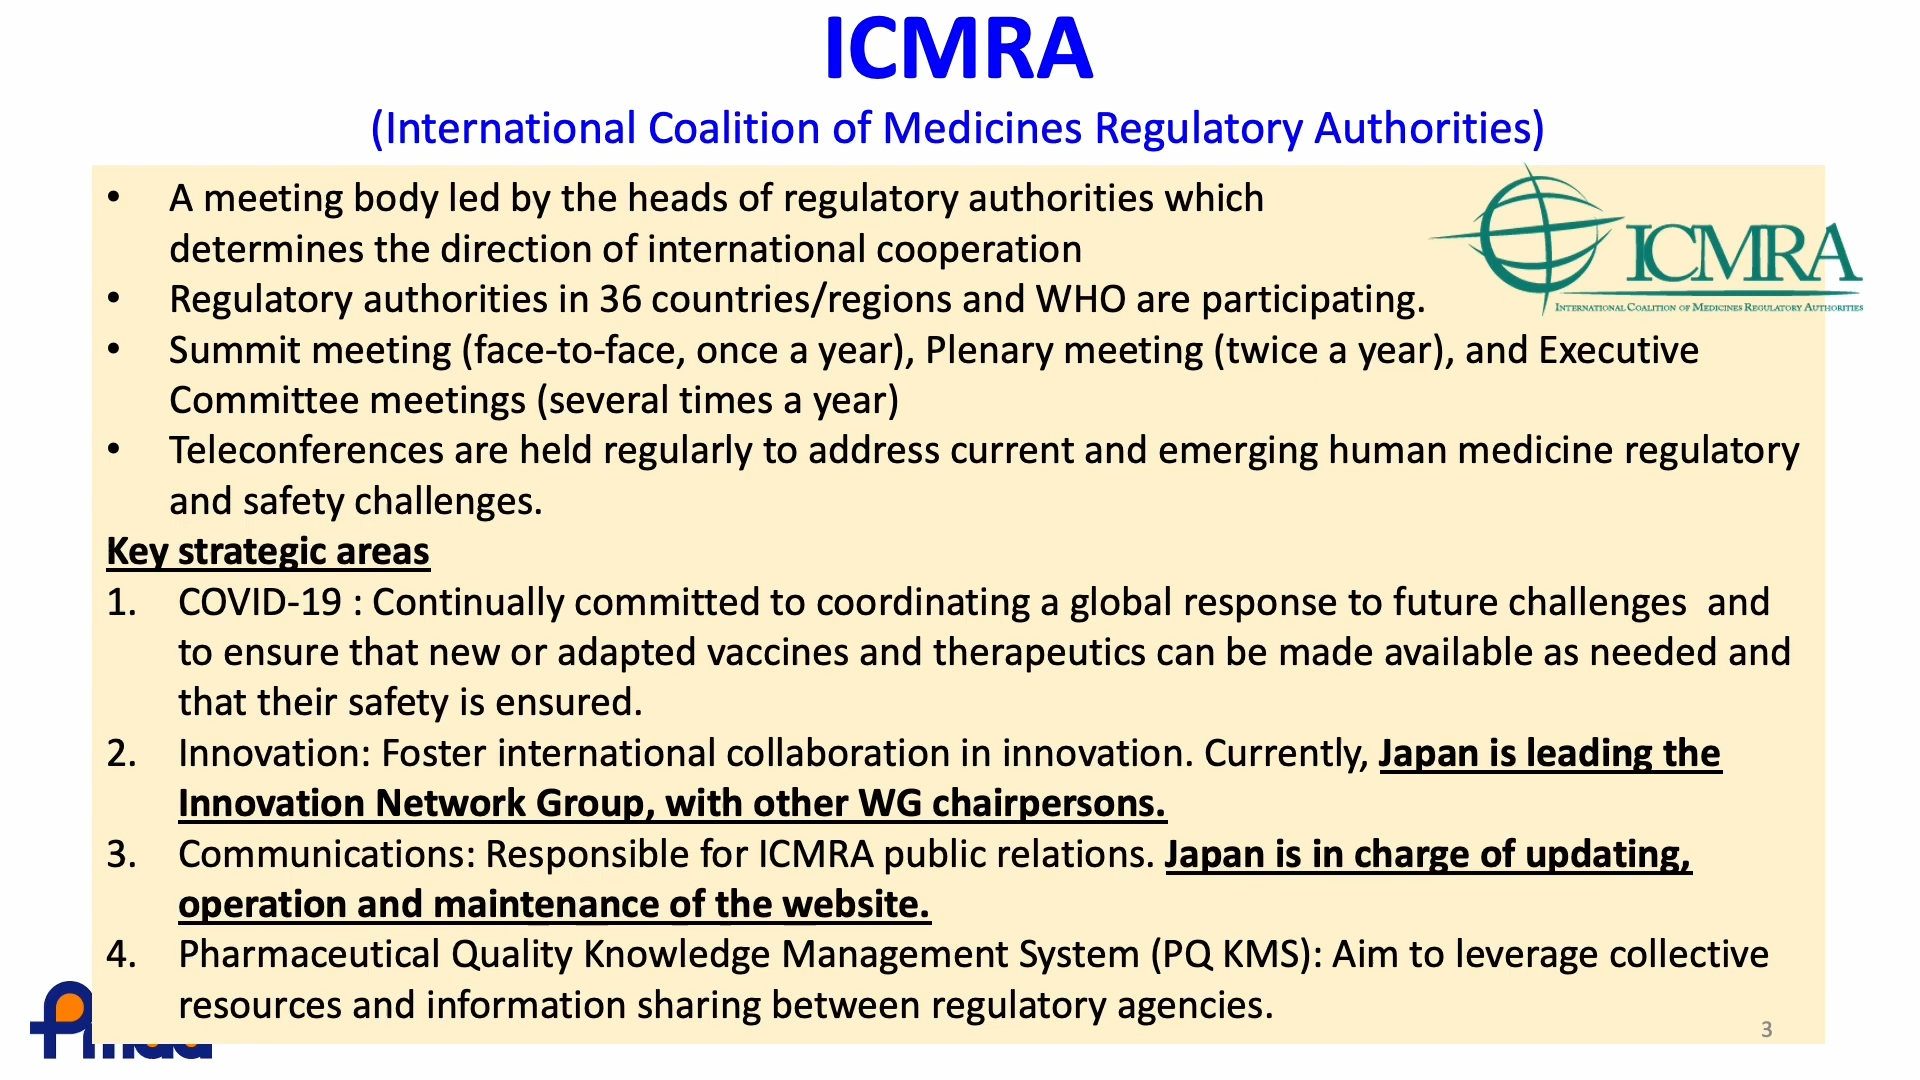 ICMRA
(International Coalition of Medicines Regulatory Authorities)
• A meeting body led by the heads of regulatory authorities which
determines the direction of international cooperation
• Regulatory authorities in 36 countries/regions and WHO are participating.
ICMRA
INTERNATIONAL COALITION OF MEDICINES REGULATORY AUTHORITIES
• Summit meeting (face-to-face, once a year), Plenary meeting (twice a year), and Executive
Committee meetings (several times a year)
• Teleconferences are held regularly to address current and emerging human medicine regulatory
and safety challenges.
Key strategic areas
1. COVID-19 : Continually committed to coordinating a global response to future challenges  and
to ensure that new or adapted vaccines and therapeutics can be made available as needed and
that their safety is ensured.
2. Innovation: Foster international collaboration in innovation. Currently, Japan is leading the
Innovation Network Group, with other WG chairpersons.
3. Communications: Responsible for ICMRA public relations. Japan is in charge of updating,
operation and maintenance of the website.
4. Pharmaceutical Quality Knowledge Management System (PQ KMS): Aim to leverage collective
resources and information sharing between regulatory agencies.
3